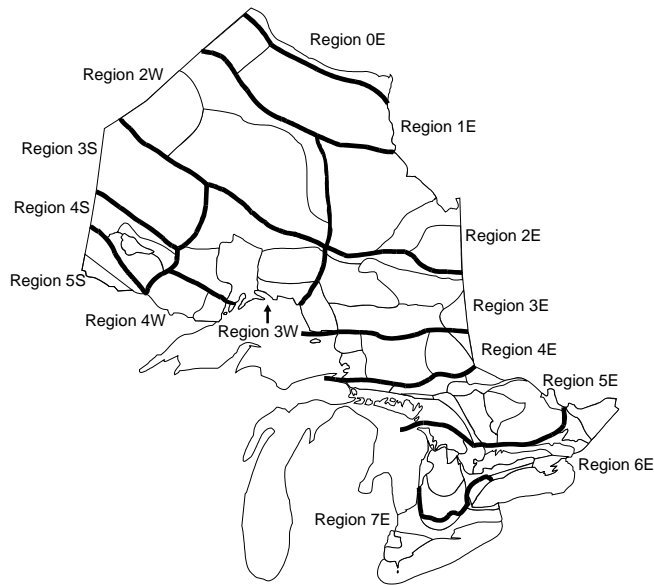 Region 0E
Region 2W
Region 1E
Region 3S
Region 4S
Region 2E
Region 5S
Region 3E
Region 4W
Region 3W
Region 4E
Region 5E
Region 6E
Region 7E